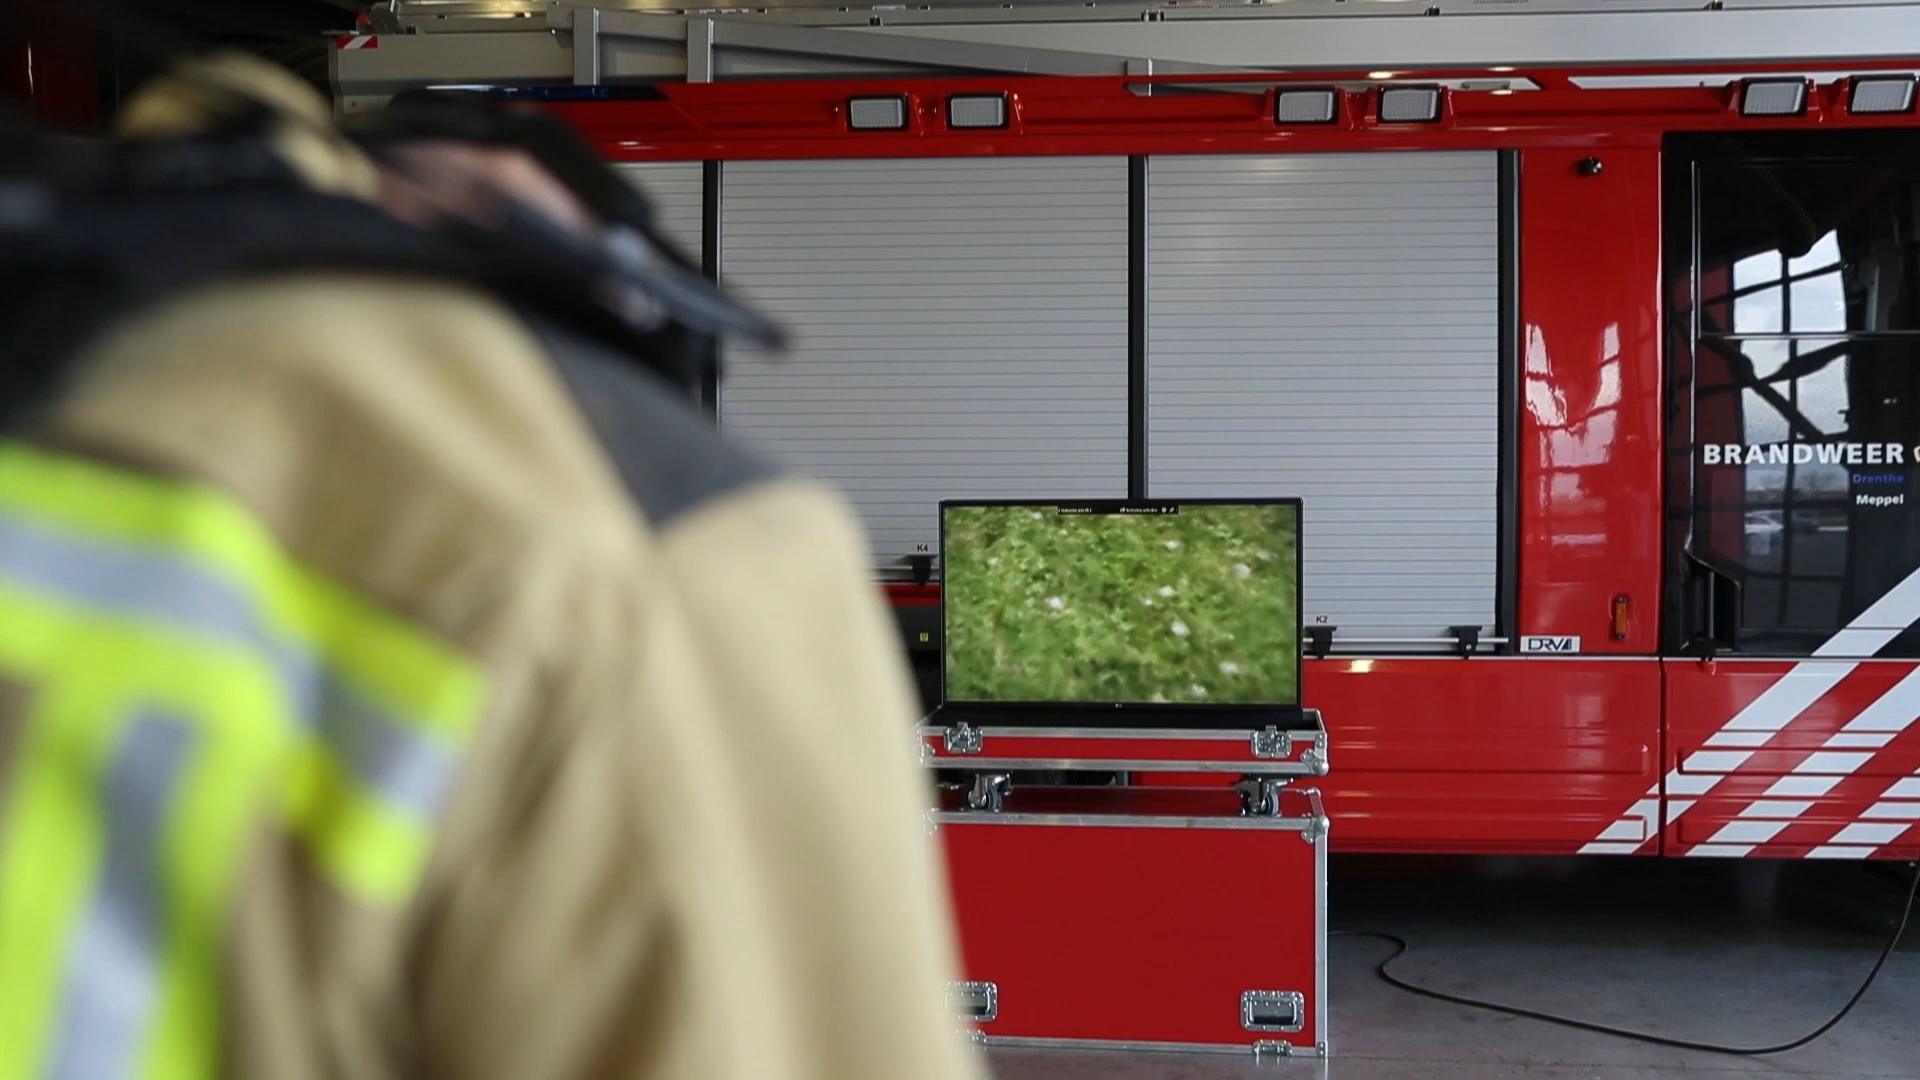 BRANDWEER
Drenthe
Meppel
K4
K2
DRV